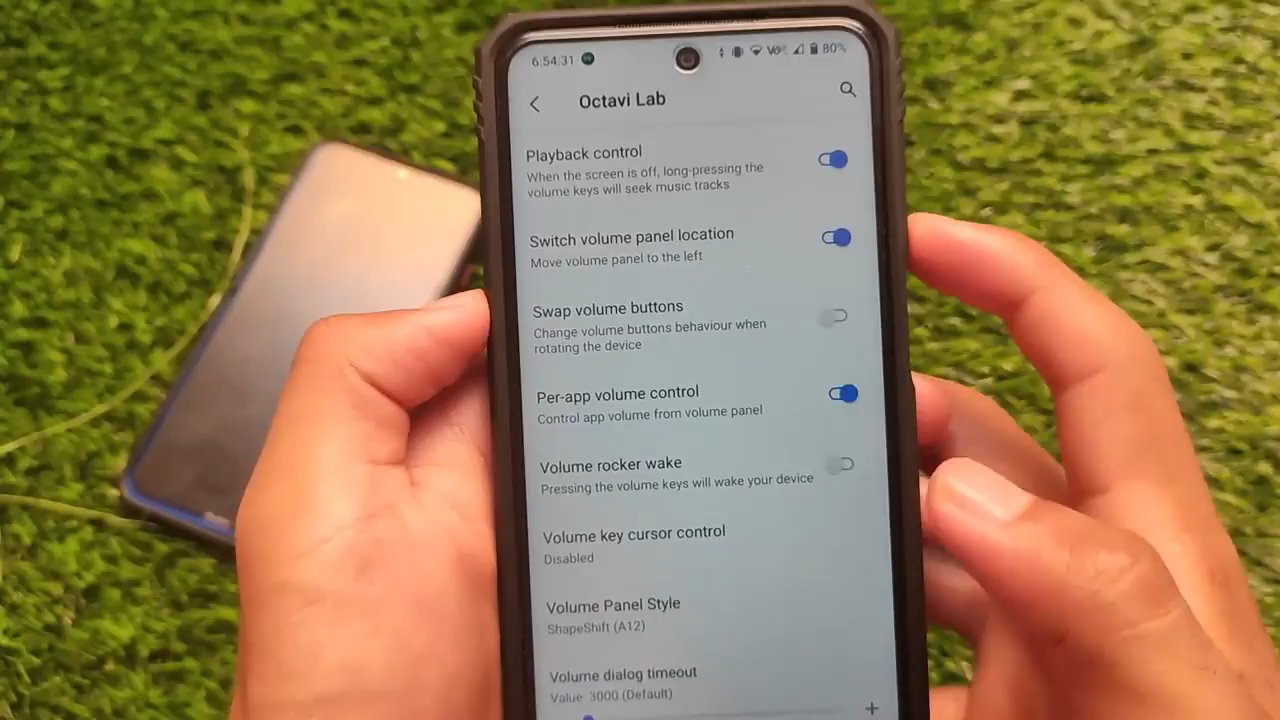 6:54:31 80%
Octavi Lab
Playback control
When the screen is off, long-pressing the
volume keys will seek music tracks
Switch volume panel location
Move volume panel to the left
Swap volume buttons
Change volume buttons behaviour when
rotating the device
Per-app volume control
Control app volume from volume panel
Volume rocker wake
Pressing the volume keys will wake your device
Volume key cursor control
Disabled
Volume Panel Style
ShapeShift (A12)
Volume dialog timeout
Value 3000 (Default)
+